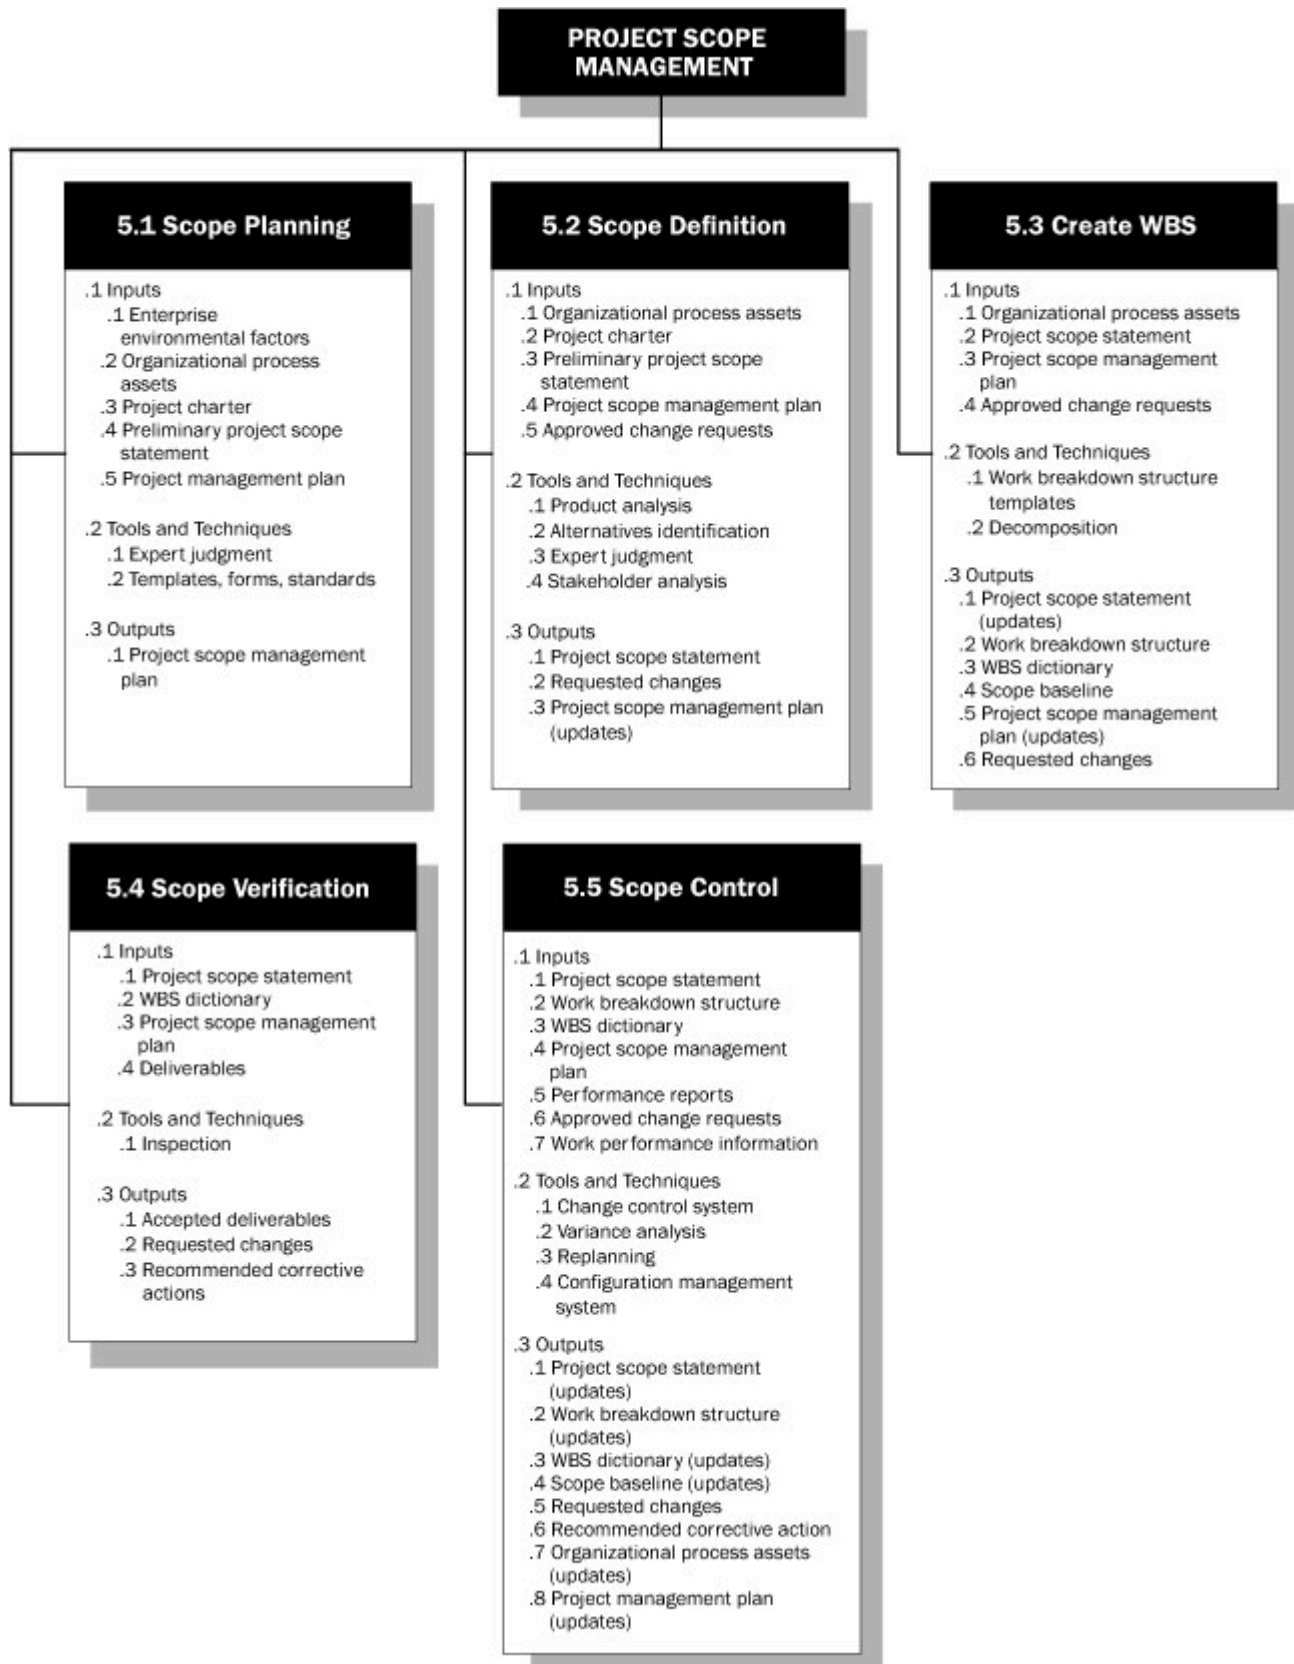 PROJECT SCOPE
MANAGEMENT
5.1 Scope Planning
.1 Inputs
.1 Enterprise
environmental factors
.2 Organizational process
assets
.3 Project charter
.4 Preliminary project scope
statement
.5 Project management plan
.2 Tools and Techniques
.1 Expert judgment
.2 Templates, forms, standards
.3 Outputs
.1 Project scope management
plan
5.2 Scope Definition
.1 Inputs
.1 Organizational process assets
.2 Project charter
.3 Preliminary project scope
statement
.4 Project scope management plan
.5 Approved change requests
.2 Tools and Techniques
.1 Product analysis
.2 Alternatives identification
.3 Expert judgment
.4 Stakeholder analysis
.3 Outputs
.1 Project scope statement
.2 Requested changes
.3 Project scope management plan
(updates)
5.3 Create WBS
.1 Inputs
.1 Organizational process assets
.2 Project scope statement
.3 Project scope management
plan
.4 Approved change requests
.2 Tools and Techniques
.1 Work breakdown structure
templates
.2 Decomposition
.3 Outputs
.1 Project scope statement
(updates)
.2 Work breakdown structure
.3 WBS dictionary
.4 Scope baseline
.5 Project scope management
plan (updates)
.6 Requested changes
5.4 Scope Verification
.1 Inputs
.1 Project scope statement
.2 WBS dictionary
.3 Project scope management
plan
.4 Deliverables
.2 Tools and Techniques
.1 Inspection
.3 Outputs
.1 Accepted deliverables
.2 Requested changes
.3 Recommended corrective
actions
5.5 Scope Control
.1 Inputs
.1 Project scope statement
.2 Work breakdown structure
.3 WBS dictionary
.4 Project scope management
plan
.5 Performance reports
.6 Approved change requests
.7 Work performance information
.2 Tools and Techniques
.1 Change control system
.2 Variance analysis
.3 Replanning
.4 Configuration management
system
.3 Outputs
.1 Project scope statement
(updates)
.2 Work breakdown structure
(updates)
.3 WBS dictionary (updates)
.4 Scope baseline (updates)
.5 Requested changes
.6 Recommended corrective action
.7 Organizational process assets
(updates)
.8 Project management plan
(updates)